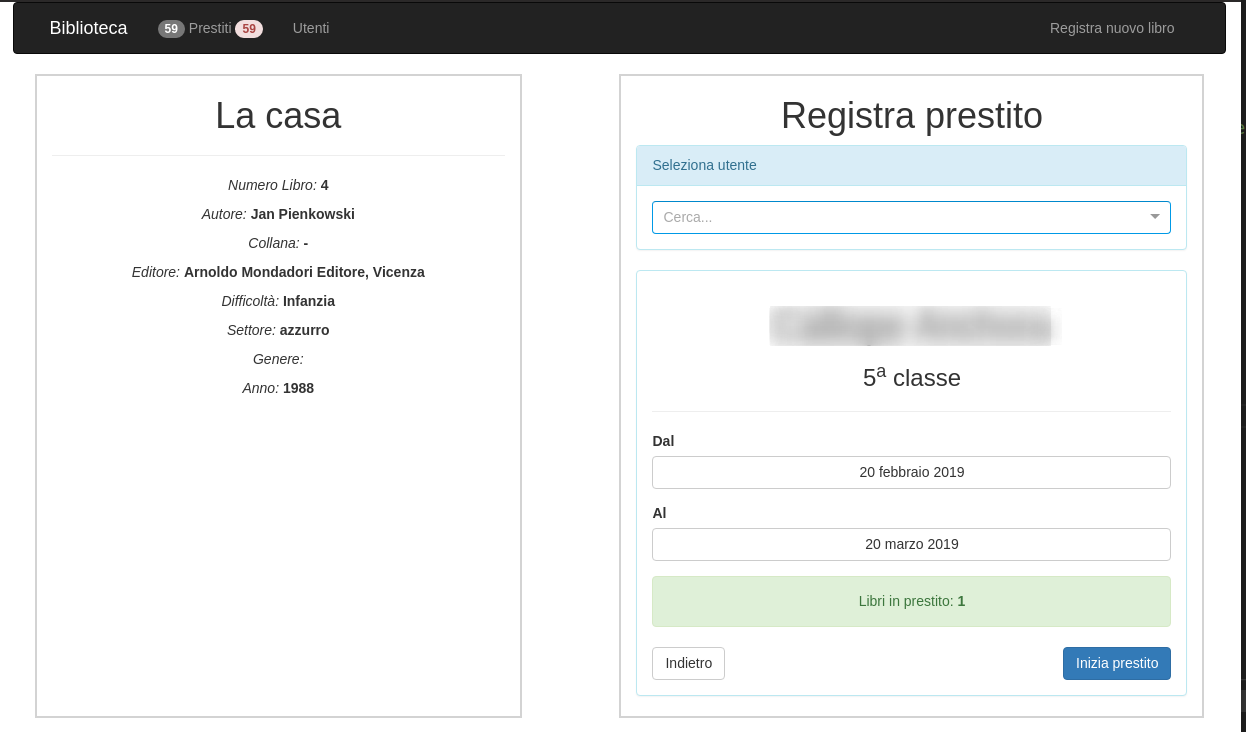 Biblioteca 59 Prestiti 59 Utenti Registra nuovo libro
La casa
Numero Libro: 4
Autore: Jan Pienkowski
Collana: -
Editore: Arnoldo Mondadori Editore, Vicenza
Difficoltà: Infanzia
Settore: azzurro
Genere:
Anno: 1988
Registra prestito
Seleziona utente
Cerca...
5ª classe
Dal
20 febbraio 2019
Al
20 marzo 2019
Libri in prestito: 1
Indietro Inizia prestito